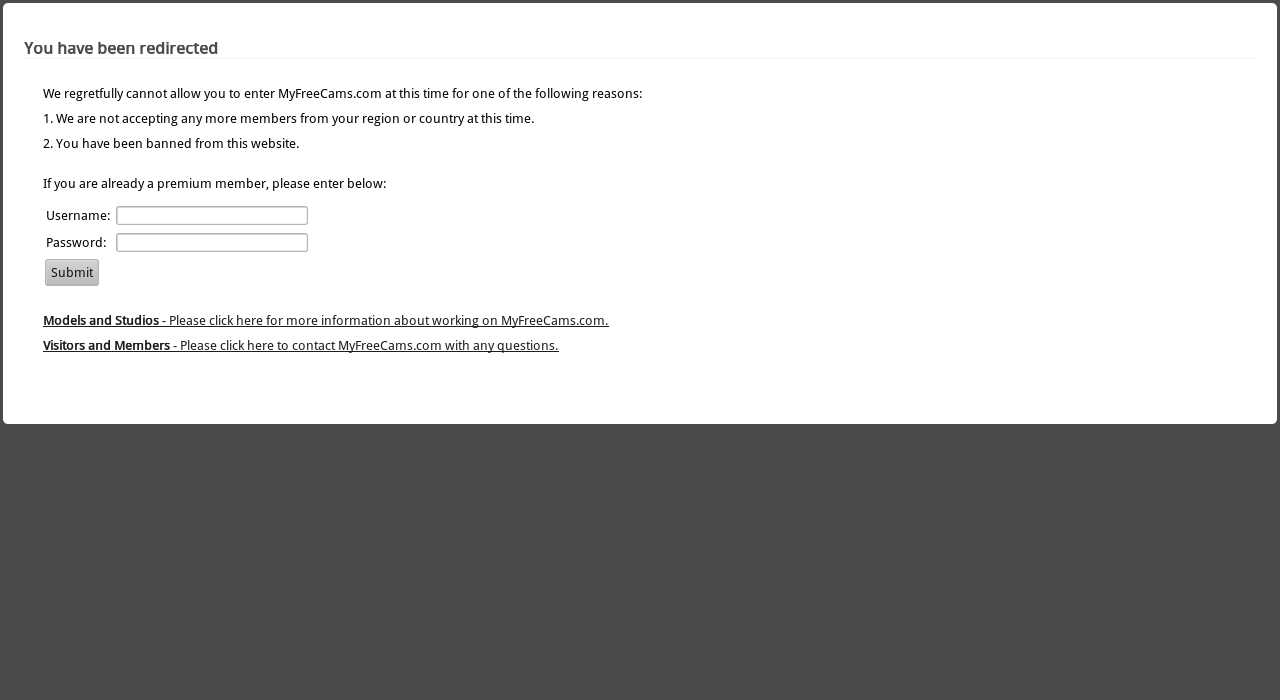 You have been redirected
We regretfully cannot allow you to enter MyFreeCams.com at this time for one of the following reasons:
1. We are not accepting any more members from your region or country at this time.
2. You have been banned from this website.
If you are already a premium member, please enter below:
Username:
Password:
Submit
Models and Studios - Please click here for more information about working on MyFreeCams.com.
Visitors and Members - Please click here to contact MyFreeCams.com with any questions.